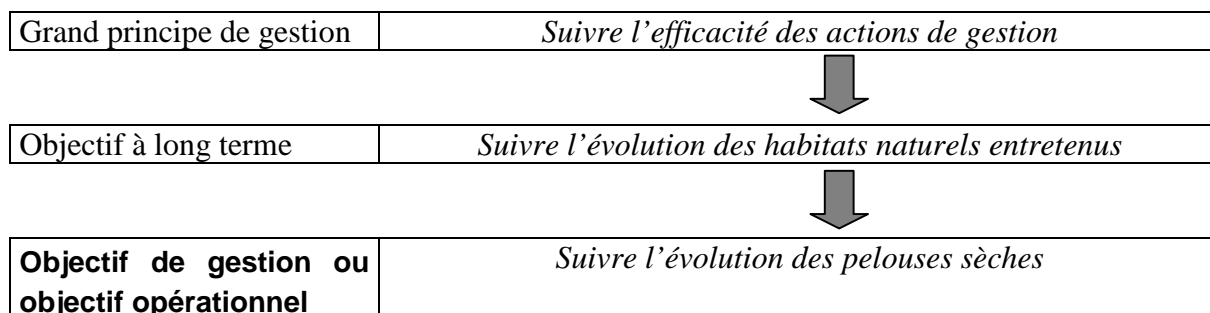 Grand principe de gestion Suivre l’efficacité des actions de gestion
Objectif à long terme Suivre l’évolution des habitats naturels entretenus
Objectif de gestion ou Suivre l’évolution des pelouses sèches
objectif opérationnel